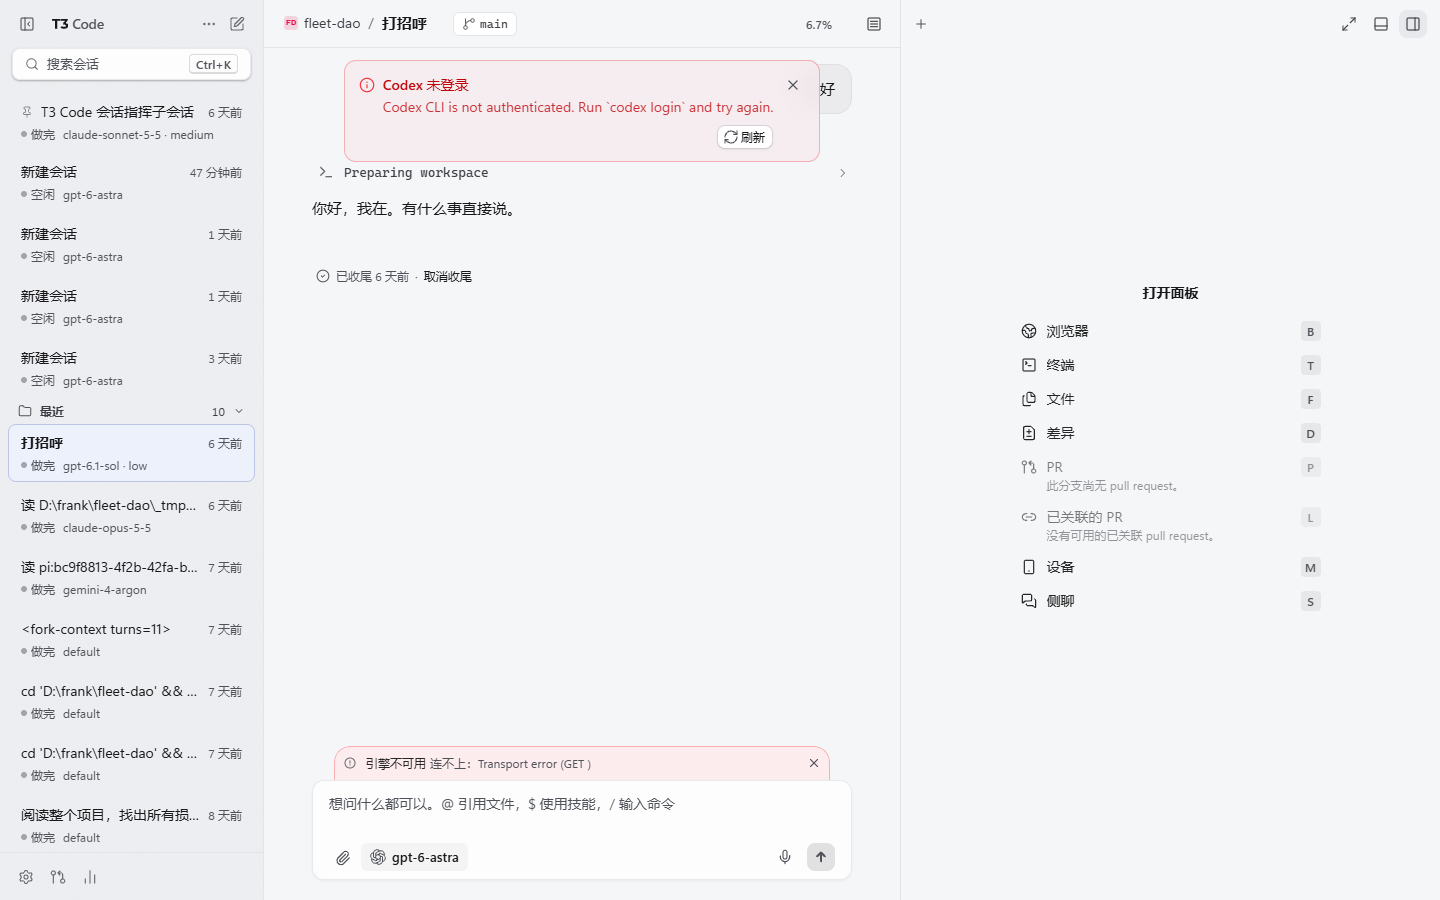 T3 Code
搜索会话 Ctrl+K
T3 Code 会话指挥子会话 6 天前
做完 claude-sonnet-5-5 · medium
新建会话 47 分钟前
空闲 gpt-6-astra
新建会话 1 天前
空闲 gpt-6-astra
新建会话 1 天前
空闲 gpt-6-astra
新建会话 3 天前
空闲 gpt-6-astra
最近 10
打招呼 6 天前
做完 gpt-6.1-sol · low
读 D:\frank\fleet-dao\_tmp... 6 天前
做完 claude-opus-5-5
读 pi:bc9f8813-4f2b-42fa-b... 7 天前
做完 gemini-4-argon
<fork-context turns=11> 7 天前
做完 default
cd 'D:\frank\fleet-dao' && ... 7 天前
做完 default
cd 'D:\frank\fleet-dao' && ... 7 天前
做完 default
阅读整个项目，找出所有损... 8 天前
做完 default
FD fleet-dao / 打招呼 main 6.7%
好
Codex 未登录
Codex CLI is not authenticated. Run `codex login` and try again.
刷新
Preparing workspace
你好，我在。有什么事直接说。
已收尾 6 天前 · 取消收尾
引擎不可用 连不上：Transport error (GET )
想问什么都可以。@ 引用文件，$ 使用技能，/ 输入命令
gpt-6-astra
打开面板
浏览器 B
终端 T
文件 F
差异 D
PR P
此分支尚无 pull request。
已关联的 PR L
没有可用的已关联 pull request。
设备 M
侧聊 S